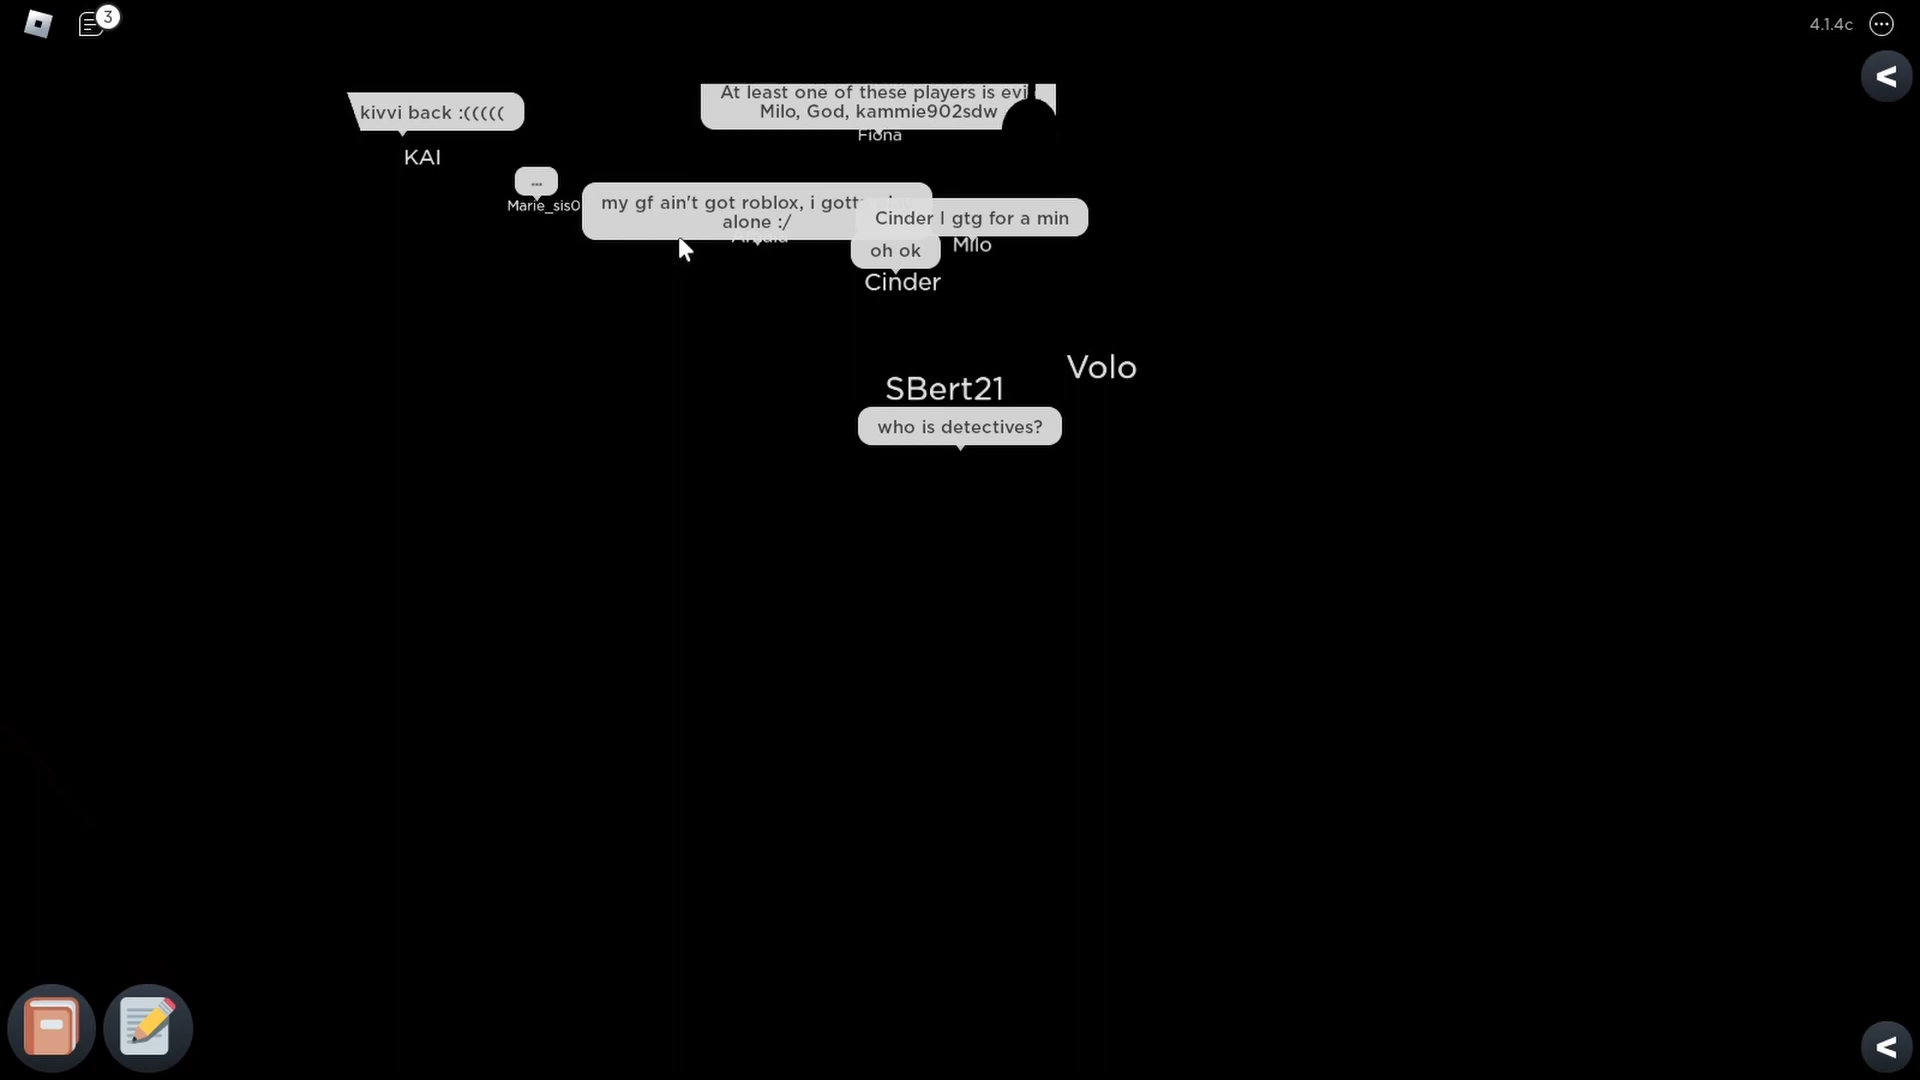 3
4.1.4c
kivvi back :(((((
KAI
At least one of these players is
Milo, God, kammie902sdw
Fiona
...
Marie_sis0
my gf ain't got roblox, i
alone :/
Cinder I gtg for a min
Milo
oh ok
Cinder
Volo
SBert21
who is detectives?